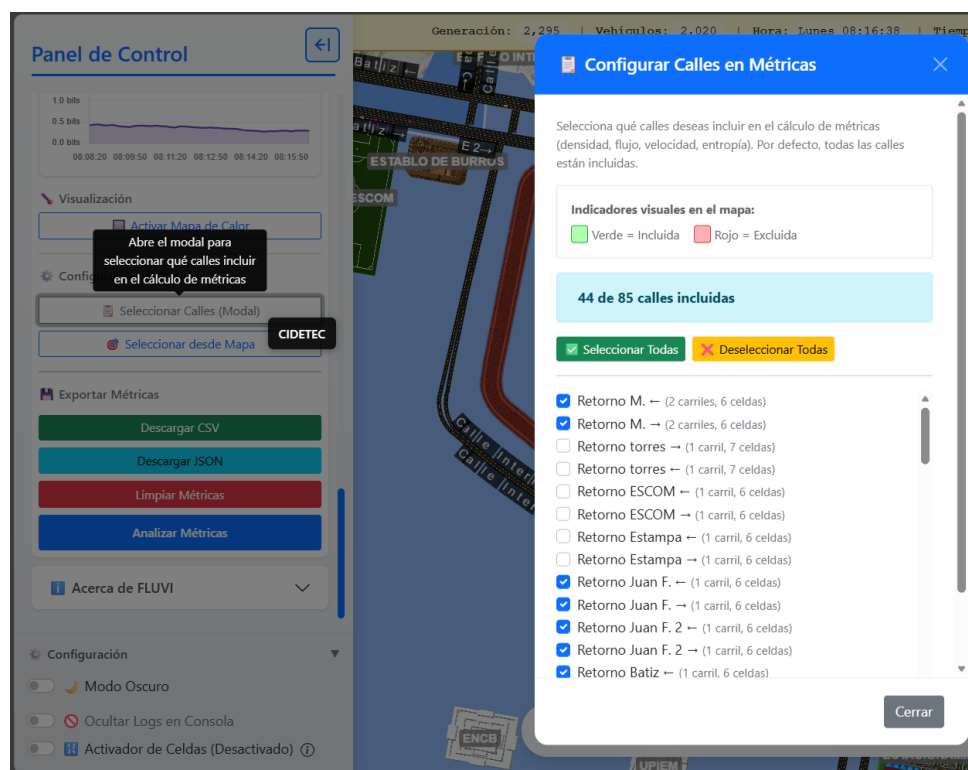 Panel de Control
1.0 bits
0.5 bits
0.0 bits
08:08:20 08:09:50 08:11:20 08:12:50 08:14:20 08:15:50
Visualización
Activar Mapa de Calor
Abre el modal para
seleccionar qué calles incluir
en el cálculo de métricas
Seleccionar Calles (Modal)
CIDETEC
Seleccionar desde Mapa
Exportar Métricas
Descargar CSV
Descargar JSON
Limpiar Métricas
Analizar Métricas
Acerca de FLUVI
Configuración
Modo Oscuro
Ocultar Logs en Consola
Activador de Celdas (Desactivado)
Generación: 2,295 | Vehículos: 2,020 | Hora: Lunes 08:16:38 |
Batiz ←
E 2→
ESTABLO DE BURROS
ESCOM
Calle
Calle
ENCB
UPIEM
Configurar Calles en Métricas
Selecciona qué calles deseas incluir en el cálculo de métricas
(densidad, flujo, velocidad, entropía). Por defecto, todas las calles
están incluidas.
Indicadores visuales en el mapa:
Verde = Incluida Rojo = Excluida
44 de 85 calles incluidas
Seleccionar Todas Deseleccionar Todas
Retorno M. ← (2 carriles, 6 celdas)
Retorno M. → (2 carriles, 6 celdas)
Retorno torres → (1 carril, 7 celdas)
Retorno torres ← (1 carril, 7 celdas)
Retorno ESCOM ← (1 carril, 6 celdas)
Retorno ESCOM → (1 carril, 6 celdas)
Retorno Estampa ← (1 carril, 6 celdas)
Retorno Estampa → (1 carril, 6 celdas)
Retorno Juan F. ← (1 carril, 6 celdas)
Retorno Juan F. → (1 carril, 6 celdas)
Retorno Juan F. 2 ← (1 carril, 6 celdas)
Retorno Juan F. 2 → (1 carril, 6 celdas)
Retorno Batiz ← (1 carril, 6 celdas)
Cerrar